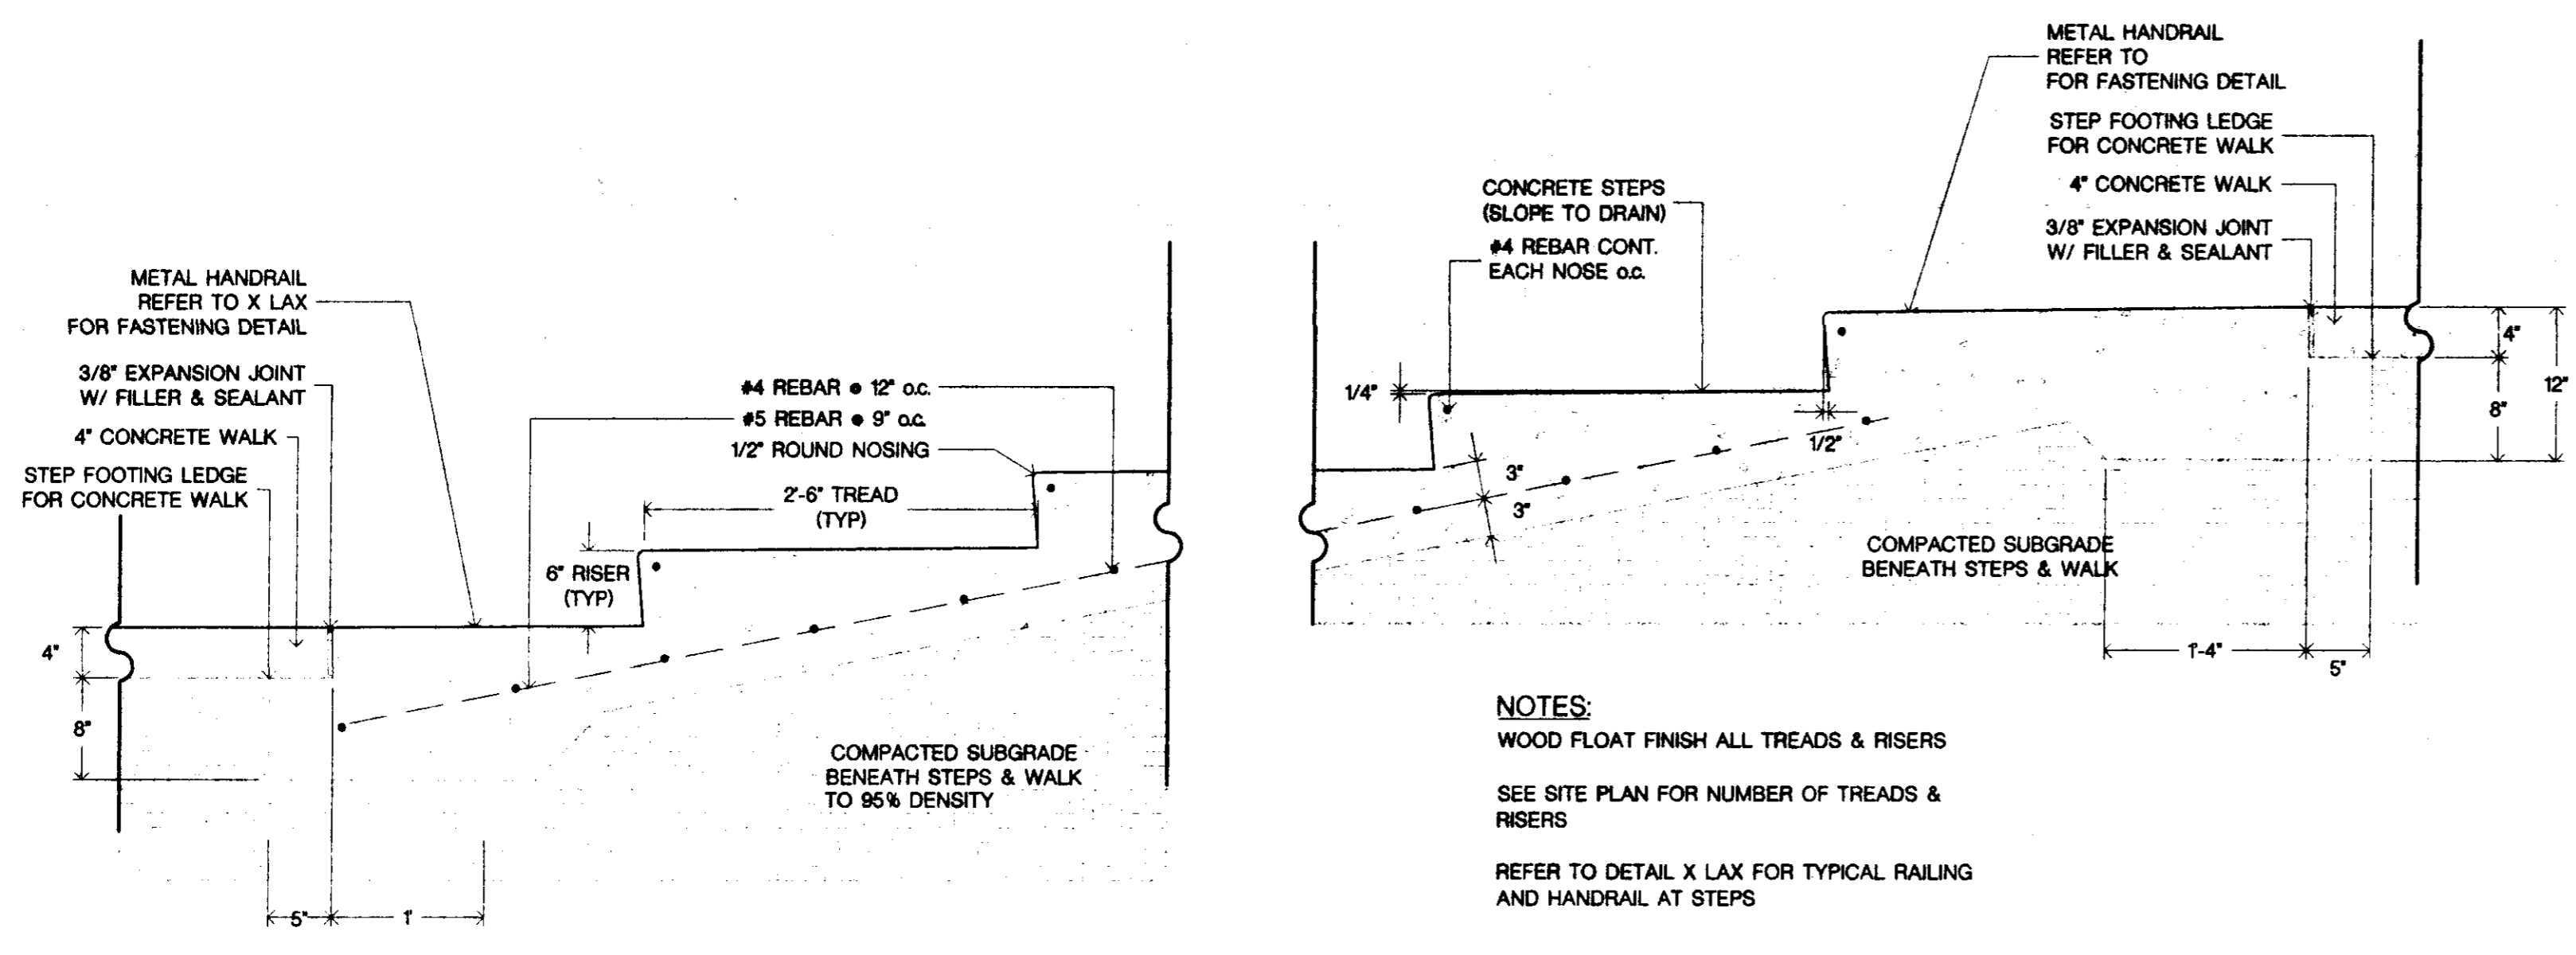 METAL HANDRAIL
REFER TO X LAX
FOR FASTENING DETAIL
3/8" EXPANSION JOINT
W/ FILLER & SEALANT
4" CONCRETE WALK
STEP FOOTING LEDGE
FOR CONCRETE WALK
4"
8"
5"
1'
6" RISER
(TYP)
2'-6" TREAD
(TYP)
#4 REBAR ● 12" o.c.
#5 REBAR ● 9" o.c.
1/2" ROUND NOSING
COMPACTED SUBGRADE
BENEATH STEPS & WALK
TO 95% DENSITY
METAL HANDRAIL
REFER TO
FOR FASTENING DETAIL
STEP FOOTING LEDGE
FOR CONCRETE WALK
4" CONCRETE WALK
3/8" EXPANSION JOINT
W/ FILLER & SEALANT
CONCRETE STEPS
(SLOPE TO DRAIN)
#4 REBAR CONT.
EACH NOSE o.c.
1/4"
1/2"
3"
3"
4"
12"
8"
COMPACTED SUBGRADE
BENEATH STEPS & WALK
1'-4"
5"
NOTES:
WOOD FLOAT FINISH ALL TREADS & RISERS
SEE SITE PLAN FOR NUMBER OF TREADS &
RISERS
REFER TO DETAIL X LAX FOR TYPICAL RAILING
AND HANDRAIL AT STEPS